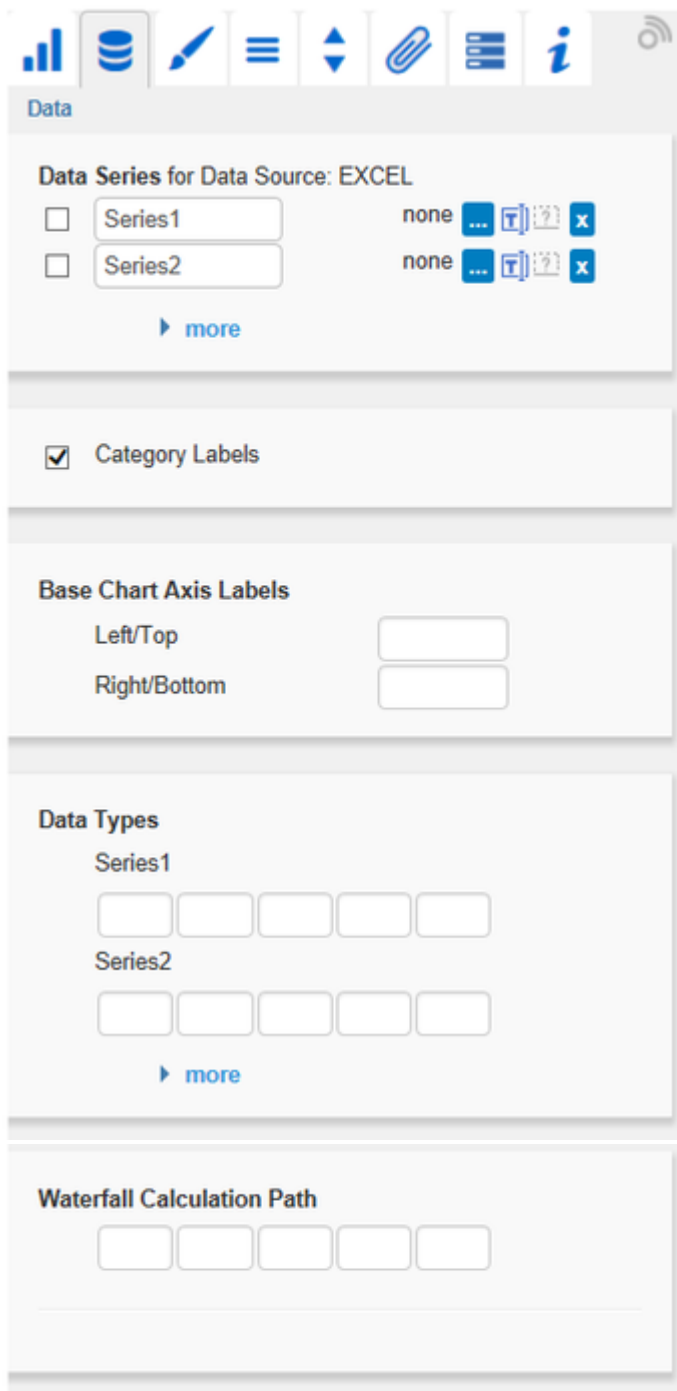 Data
Data Series for Data Source: EXCEL
Series1 none ... T ? x
Series2 none ... T ? x
more
Category Labels
Base Chart Axis Labels
Left/Top
Right/Bottom
Data Types
Series1
Series2
more
Waterfall Calculation Path